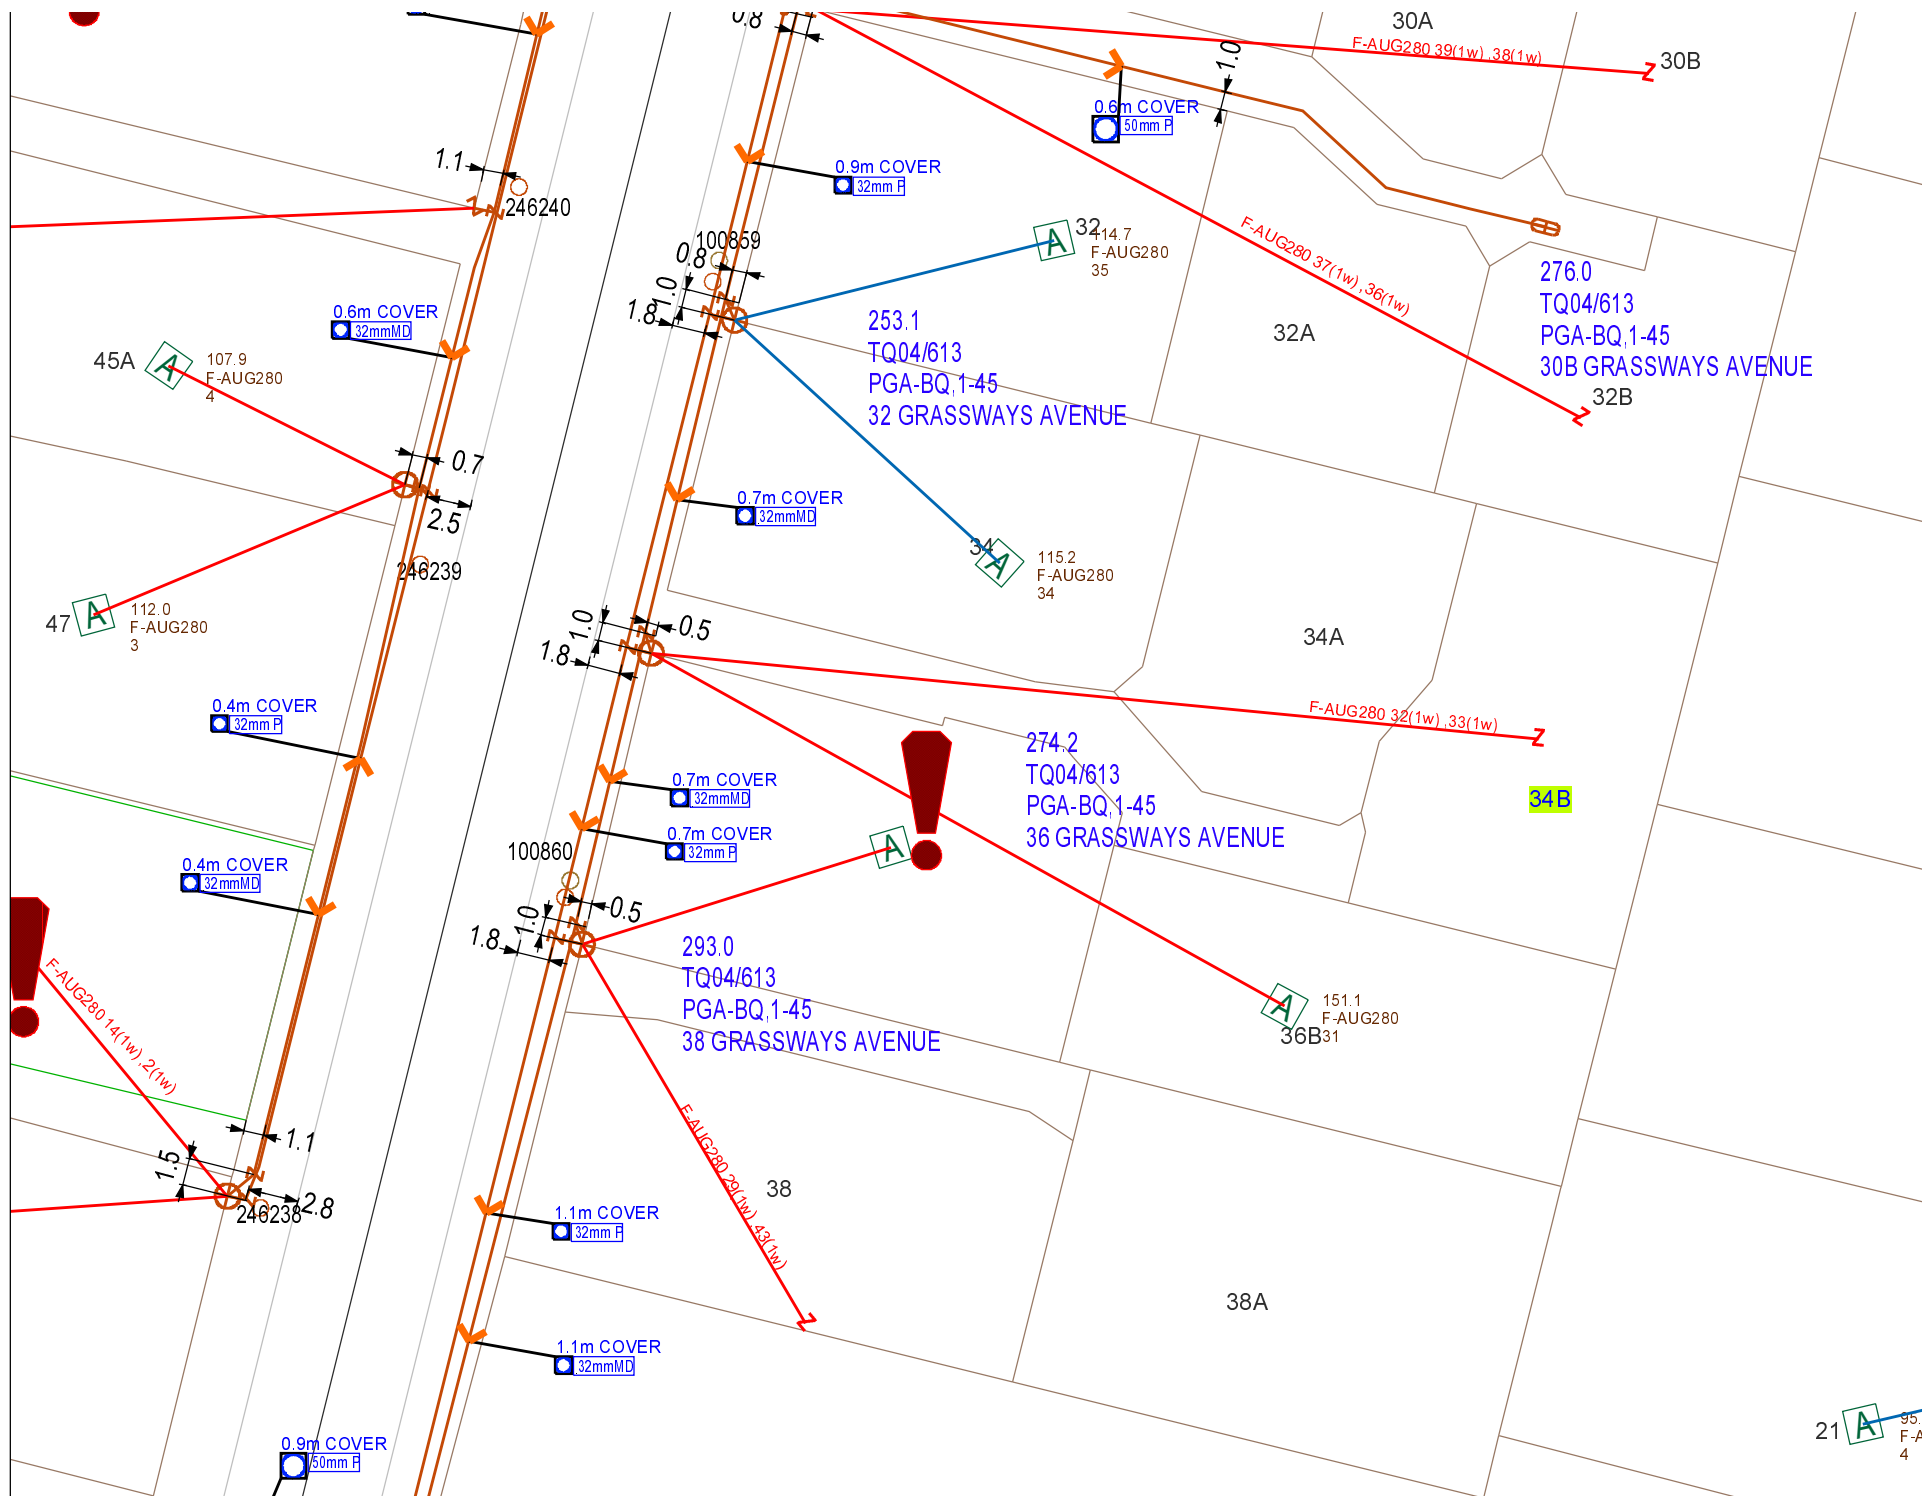 0.8
30A
F-AUG280 39(1w) ,38(1w)
30B
1.0
0.6m COVER
50mm P
1.1
246240
0.9m COVER
32mm P
100859
0.8
1.0
1.8
A
32
114.7
F-AUG280
35
F-AUG280 37(1w) ,36(1w)
276.0
TQ04/613
PGA-BQ,1-45
30B GRASSWAYS AVENUE
32A
32B
0.6m COVER
32mmMD
253.1
TQ04/613
PGA-BQ,1-45
32 GRASSWAYS AVENUE
45A
A
107.9
F-AUG280
4
0.7
2.5
0.7m COVER
32mmMD
246239
34
A
115.2
F-AUG280
34
47
A
112.0
F-AUG280
3
1.0
0.5
1.8
34A
F-AUG280 32(1w) ,33(1w)
0.4m COVER
32mm P
274.2
TQ04/613
PGA-BQ,1-45
36 GRASSWAYS AVENUE
34B
0.7m COVER
32mmMD
0.7m COVER
32mm P
A
100860
0.4m COVER
32mmMD
1.0
0.5
1.8
293.0
TQ04/613
PGA-BQ,1-45
38 GRASSWAYS AVENUE
A
151.1
F-AUG280
31
36B
F-AUG280 14(1w) ,2(1w)
1.1
1.5
2.8
246238
F-AUG280 29(1w) ,43(1w)
38
1.1m COVER
32mm P
38A
1.1m COVER
32mmMD
21
A
95.
F-A
4
0.9m COVER
50mm P